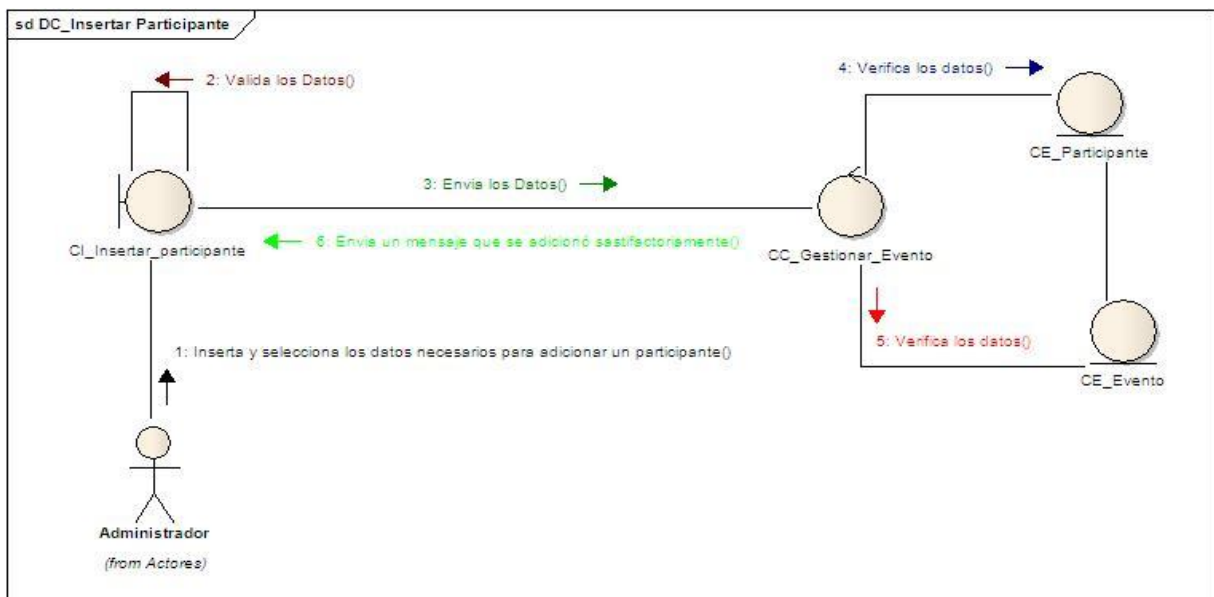 sd DC_Insertar Participante
2: Valida los Datos()
4: Verifica los datos()
CE_Participante
3: Envia los Datos()
CI_Insertar_participante
6: Envia un mensaje que se adicionó sastifactoriamente()
CC_Gestionar_Evento
1: Inserta y selecciona los datos necesarios para adicionar un participante()
5: Verifica los datos()
CE_Evento
Administrador
(from Actores)